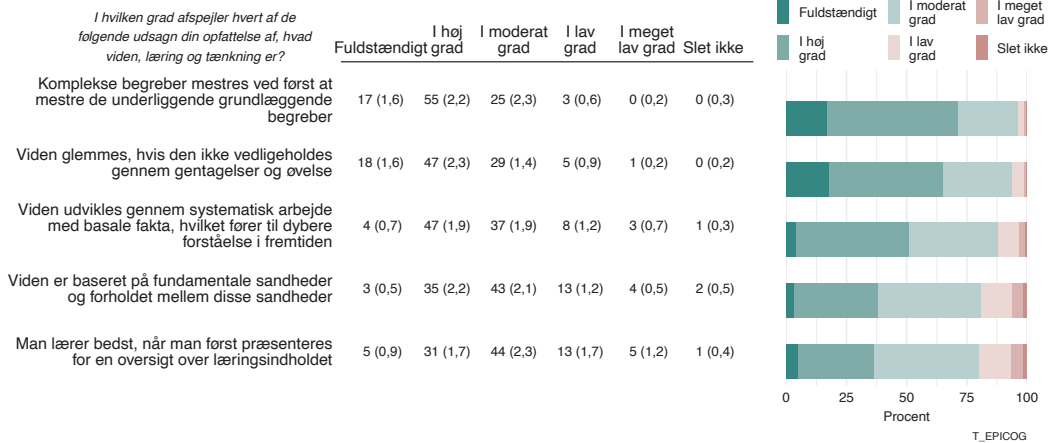 I hvilken grad afspejler hvert af de
følgende udsagn din opfattelse af, hvad
viden, læring og tænkning er?
Fuldstændigt
I høj
grad
I moderat
grad
I lav
grad
I meget
lav grad
Slet ikke
Komplekse begreber mestres ved først at
mestre de underliggende grundlæggende
begreber
17 (1,6) 55 (2,2) 25 (2,3) 3 (0,6) 0 (0,2) 0 (0,3)
Viden glemmes, hvis den ikke vedligeholdes
gennem gentagelser og øvelse
18 (1,6) 47 (2,3) 29 (1,4) 5 (0,9) 1 (0,2) 0 (0,2)
Viden udvikles gennem systematisk arbejde
med basale fakta, hvilket fører til dybere
forståelse i fremtiden
4 (0,7) 47 (1,9) 37 (1,9) 8 (1,2) 3 (0,7) 1 (0,3)
Viden er baseret på fundamentale sandheder
og forholdet mellem disse sandheder
3 (0,5) 35 (2,2) 43 (2,1) 13 (1,2) 4 (0,5) 2 (0,5)
Man lærer bedst, når man først præsenteres
for en oversigt over læringsindholdet
5 (0,9) 31 (1,7) 44 (2,3) 13 (1,7) 5 (1,2) 1 (0,4)
Fuldstændigt
I høj
grad
I moderat
grad
I lav
grad
I meget
lav grad
Slet ikke
0 25 50 75 100
Procent
T_EPICOG